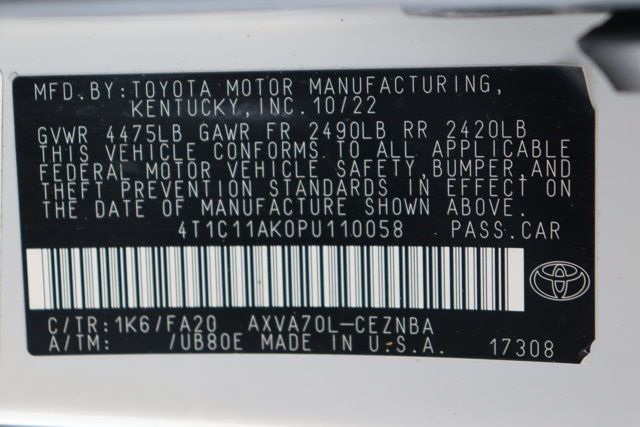 MFD.BY:TOYOTA MOTOR MANUFACTURING,
KENTUCKY,INC.10/22
GVWR 4475LB GAWR FR 2490LB RR 2420LB
THIS VEHICLE CONFORMS TO ALL APPLICABLE
FEDERAL MOTOR VEHICLE SAFETY,BUMPER,AND
THEFT PREVENTION STANDARDS IN EFFECT ON
THE DATE OF MANUFACTURE SHOWN ABOVE.
4T1C11AK0PU110058 PASS.CAR
C/TR:1K6/FA20 AXVA70L-CEZNBA
A/TM: /UB80E MADE IN U.S.A. 17308